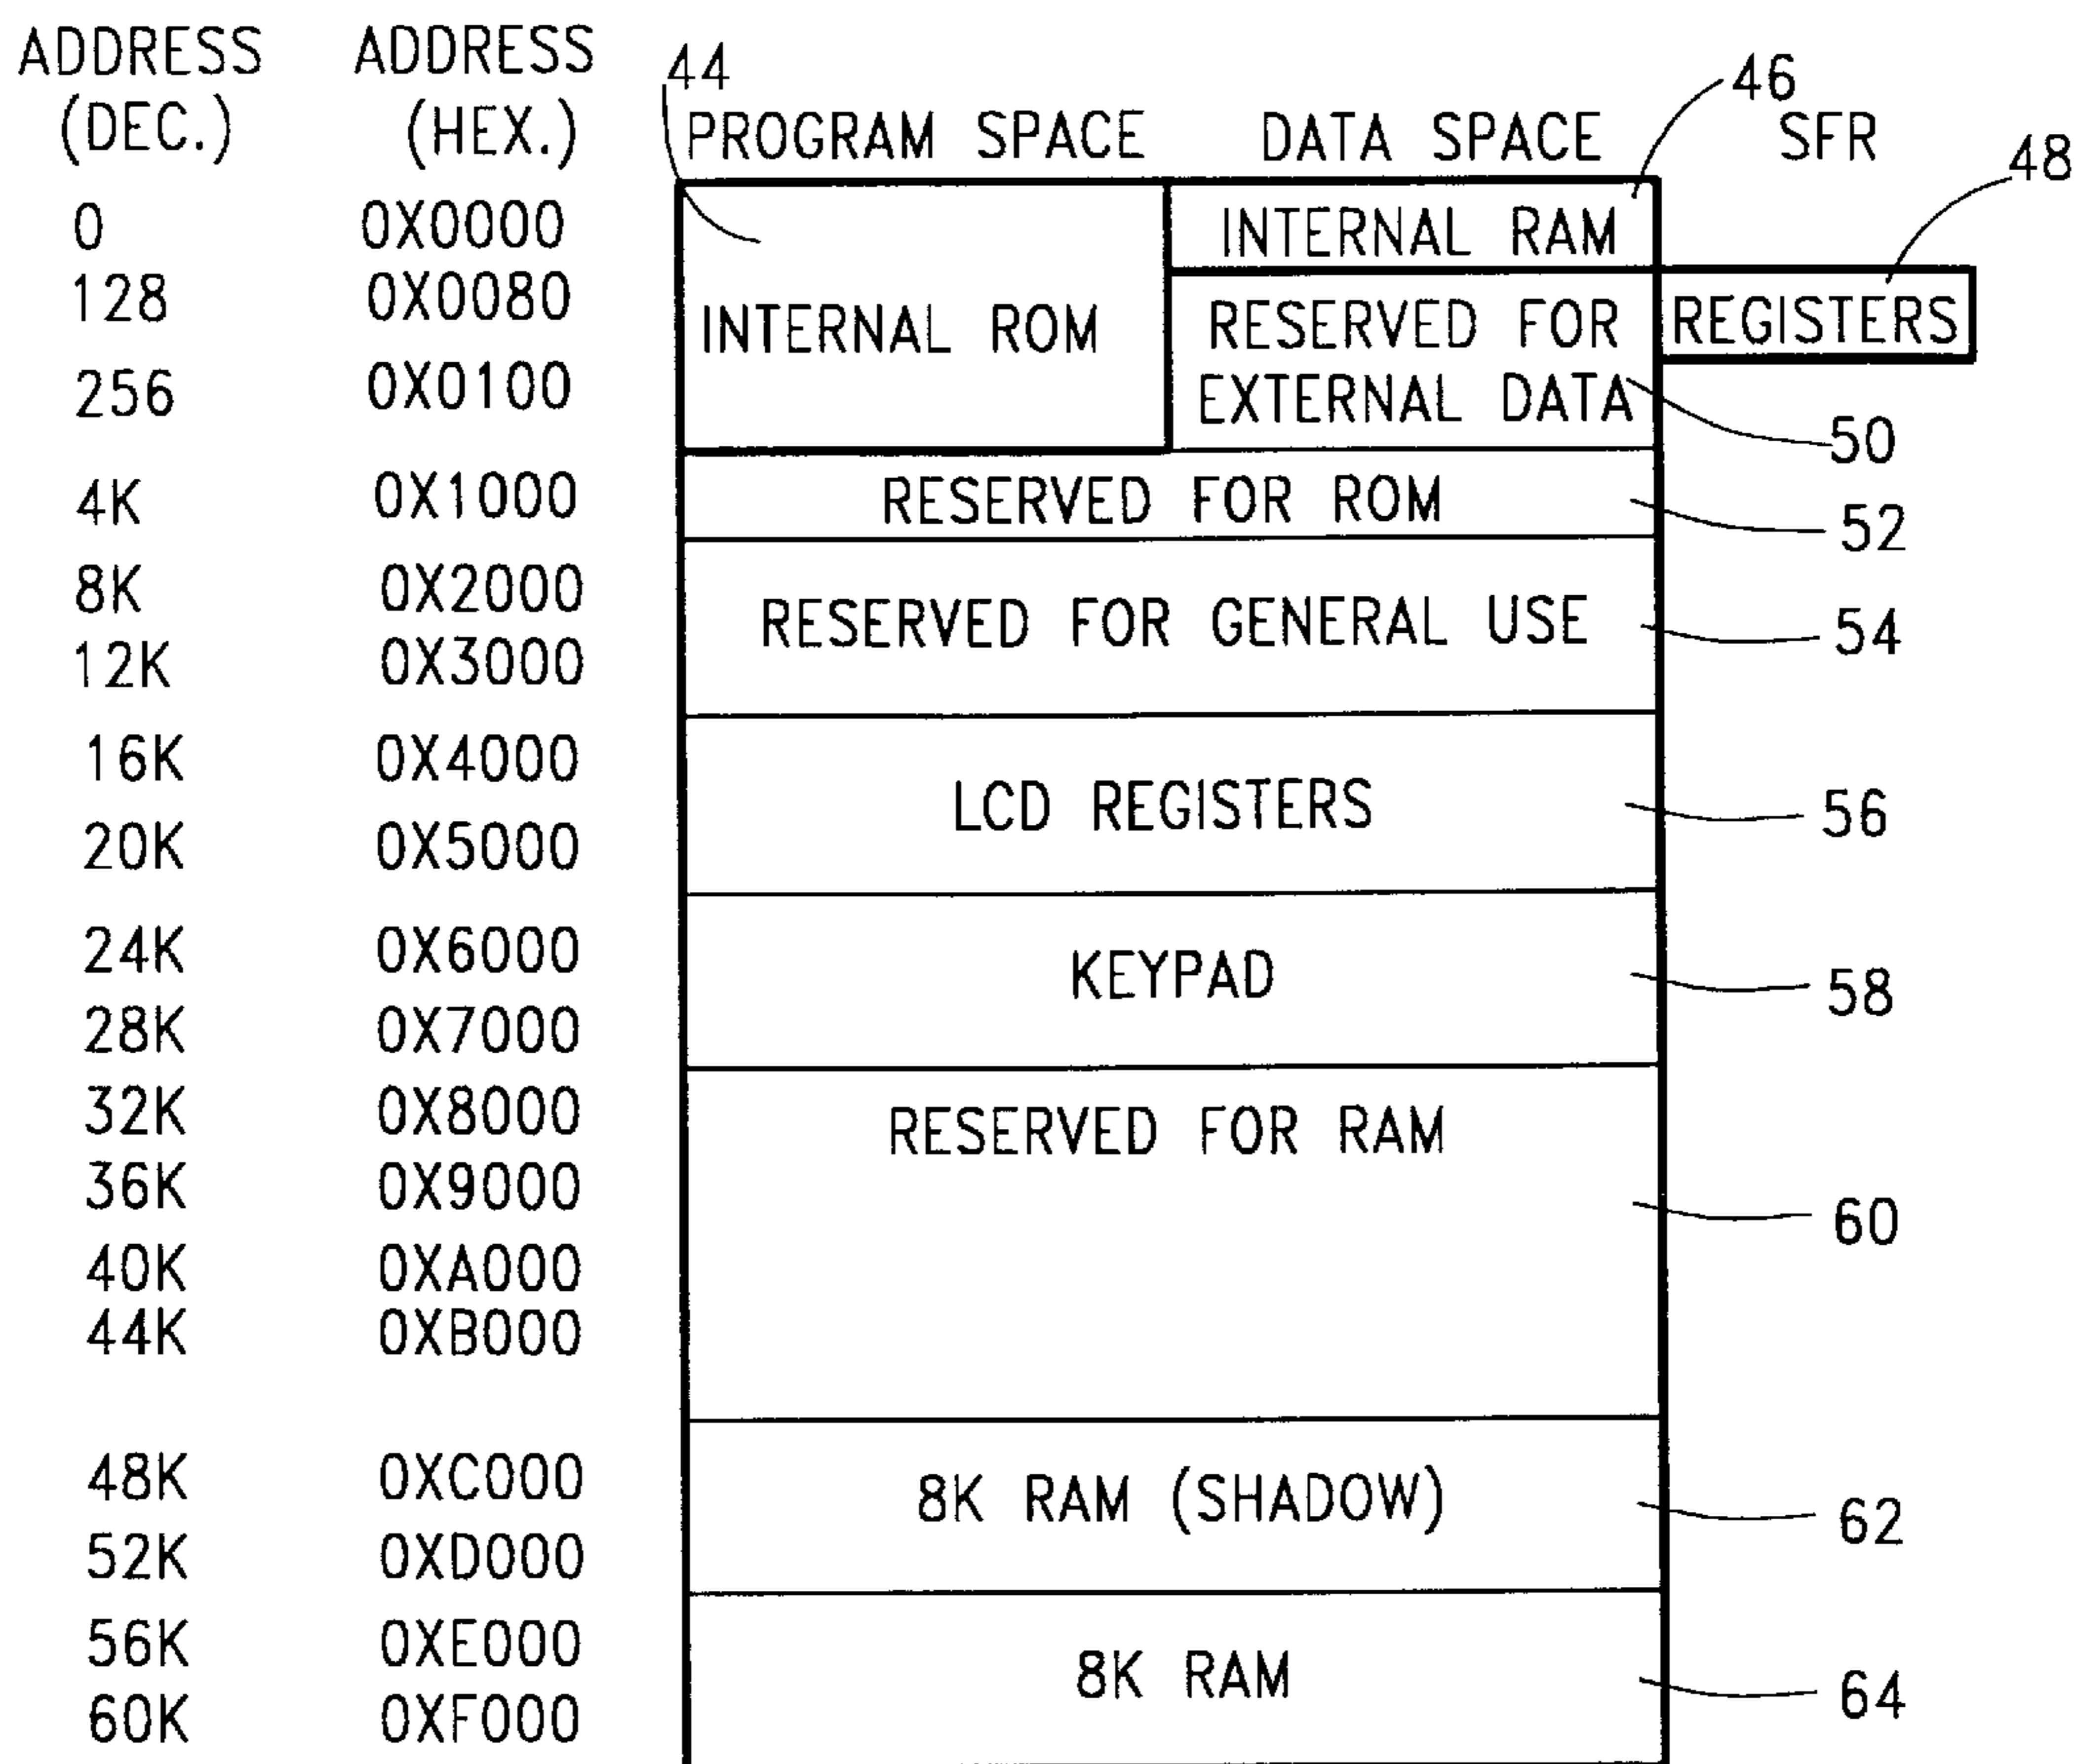 ADDRESS ADDRESS
(DEC.) (HEX.)
44 46
PROGRAM SPACE DATA SPACE SFR
48
0 0X0000 INTERNAL RAM
128 0X0080 INTERNAL ROM RESERVED FOR REGISTERS
256 0X0100 EXTERNAL DATA
50
4K 0X1000 RESERVED FOR ROM 52
8K 0X2000 RESERVED FOR GENERAL USE 54
12K 0X3000
16K 0X4000 LCD REGISTERS 56
20K 0X5000
24K 0X6000 KEYPAD 58
28K 0X7000
32K 0X8000 RESERVED FOR RAM
36K 0X9000 60
40K 0XA000
44K 0XB000
48K 0XC000 8K RAM (SHADOW) 62
52K 0XD000
56K 0XE000 8K RAM 64
60K 0XF000